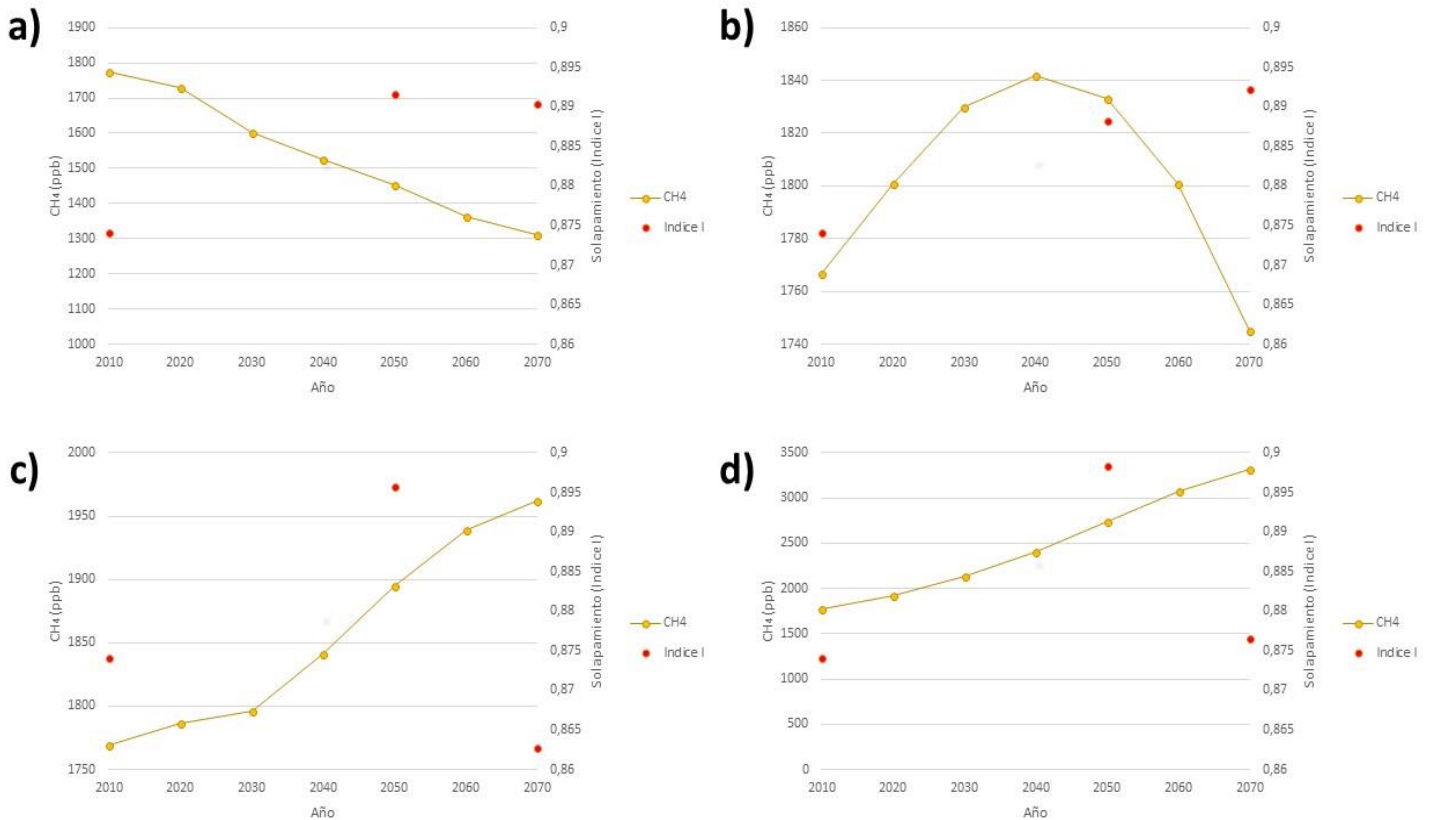 a)
1900
1800
1700
1600
1500
1400
1300
1200
1100
1000
CH4 (ppb)
0,9
0,895
0,89
0,885
0,88
0,875
0,87
0,865
0,86
Solapamiento (Indice I)
2010 2020 2030 2040 2050 2060 2070
Año
CH4
Indice I
b)
1860
1840
1820
1800
1780
1760
1740
CH4 (ppb)
0,9
0,895
0,89
0,885
0,88
0,875
0,87
0,865
0,86
Solapamiento (Indice I)
2010 2020 2030 2040 2050 2060 2070
Año
CH4
Indice I
c)
2000
1950
1900
1850
1800
1750
CH4 (ppb)
0,9
0,895
0,89
0,885
0,88
0,875
0,87
0,865
0,86
Solapamiento (Indice I)
2010 2020 2030 2040 2050 2060 2070
Año
CH4
Indice I
d)
3500
3000
2500
2000
1500
1000
500
0
CH4 (ppb)
0,9
0,895
0,89
0,885
0,88
0,875
0,87
0,865
0,86
Solapamiento (Indice I)
2010 2020 2030 2040 2050 2060 2070
Año
CH4
Indice I